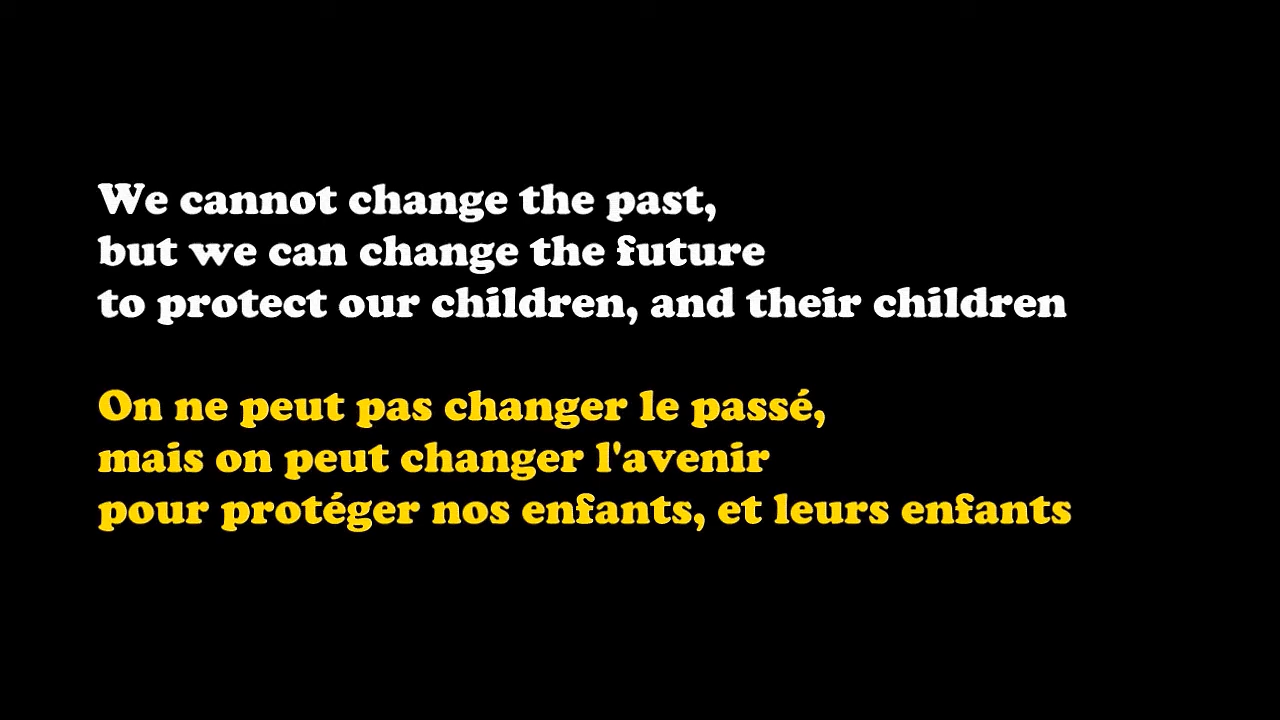 We cannot change the past,
but we can change the future
to protect our children, and their children
On ne peut pas changer le passé,
mais on peut changer l'avenir
pour protéger nos enfants, et leurs enfants